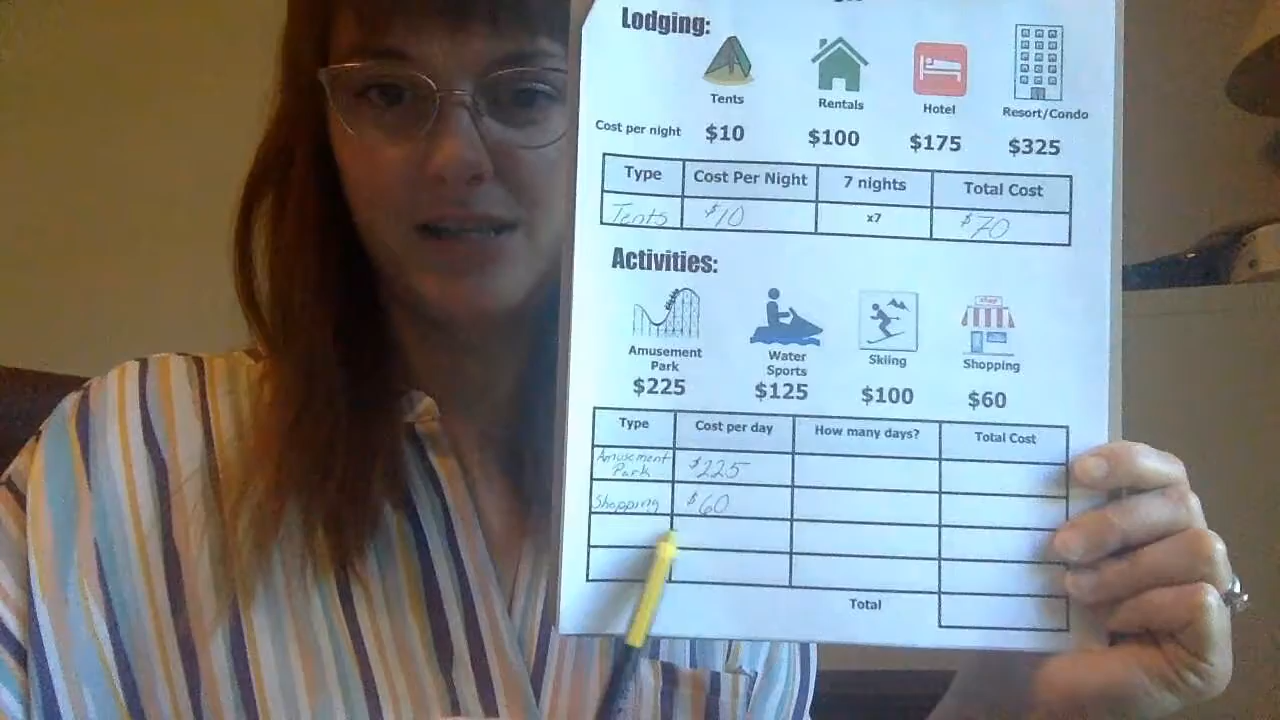 Lodging:
Tents Rentals Hotel Resort/Condo
Cost per night $10 $100 $175 $325
Type Cost Per Night 7 nights Total Cost
Tents $10 x7 $70
Activities:
Shop
Amusement Park Water Sports Skiing Shopping
$225 $125 $100 $60
Type Cost per day How many days? Total Cost
Amusement Park $225
Shopping $60
Total